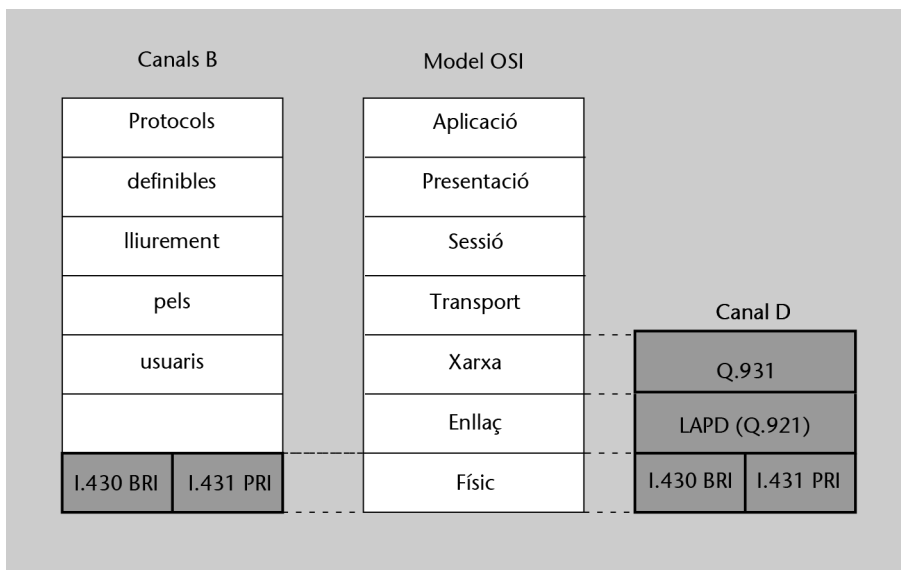 Canals B
Protocols
definibles
lliurement
pels
usuaris
I.430 BRI
I.431 PRI
Model OSI
Aplicació
Presentació
Sessió
Transport
Xarxa
Enllaç
Físic
Canal D
Q.931
LAPD (Q.921)
I.430 BRI
I.431 PRI